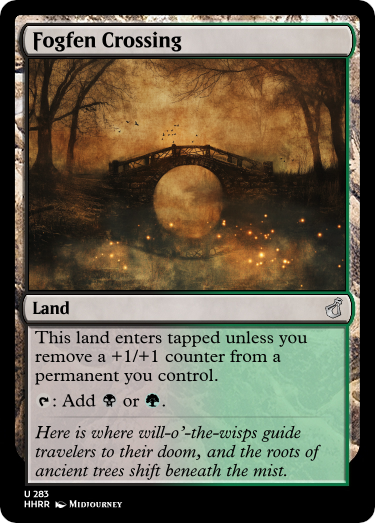 Fogfen Crossing
Land
This land enters tapped unless you
remove a +1/+1 counter from a
permanent you control.
: Add or .
Here is where will-o'-the-wisps guide
travelers to their doom, and the roots of
ancient trees shift beneath the mist.
U 283
HHRR Midjourney